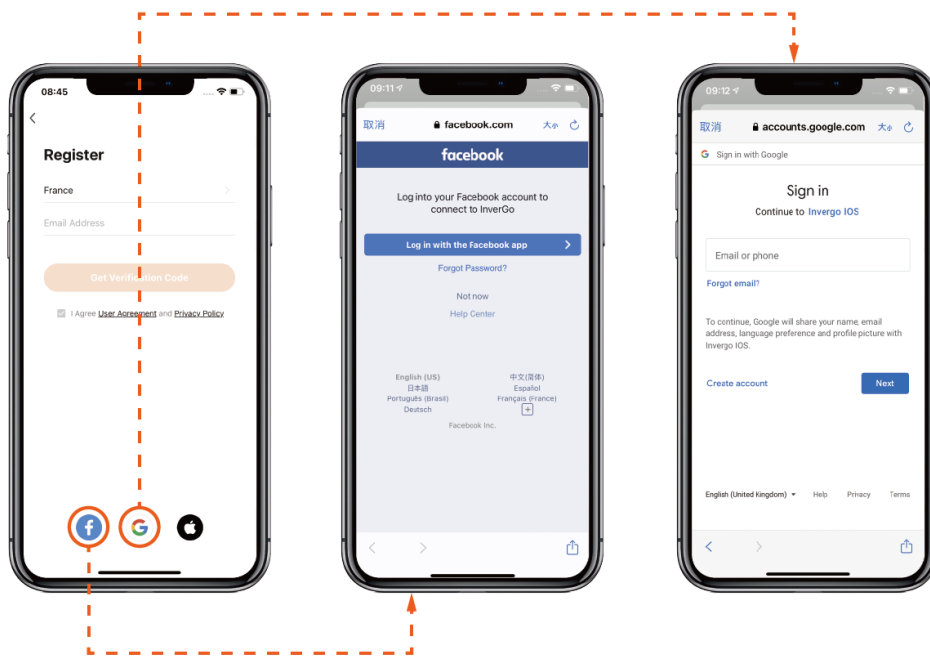 08:45
Register
France
Email Address
Get Verification Code
I Agree User Agreement and Privacy Policy
09:11
取消
facebook.com
大小
facebook
Log into your Facebook account to
connect to InverGo
Log in with the Facebook app
Forgot Password?
Not now
Help Center
English (US)
中文(简体)
日本語
Español
Português (Brasil)
Français (France)
Deutsch
Facebook Inc.
09:12
取消
accounts.google.com
大小
Sign in with Google
Sign in
Continue to Invergo IOS
Email or phone
Forgot email?
To continue, Google will share your name, email
address, language preference and profile picture with
Invergo IOS.
Create account
Next
English (United Kingdom)
Help
Privacy
Terms